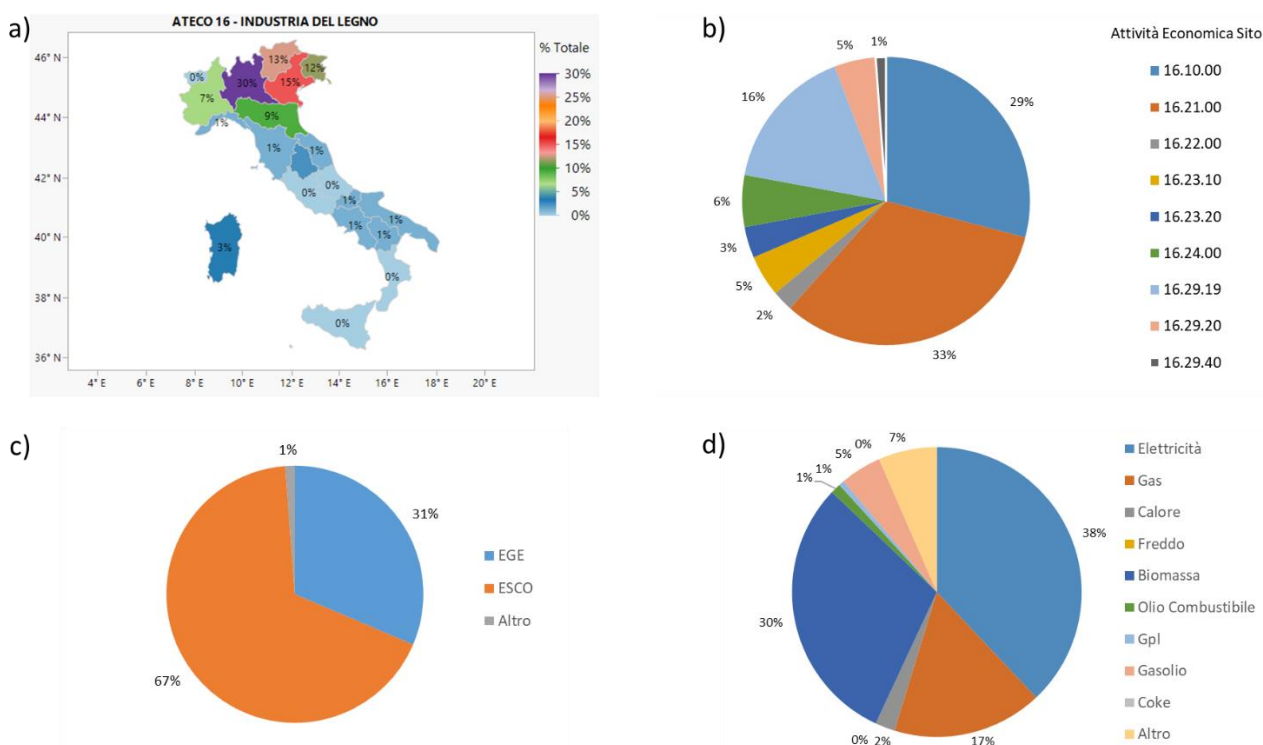 a)
ATECO 16 - INDUSTRIA DEL LEGNO
46° N
44° N
42° N
40° N
38° N
36° N
4° E
6° E
8° E
10° E
12° E
14° E
16° E
18° E
20° E
0%
7%
30%
13%
15%
12%
1%
9%
1%
1%
0%
0%
1%
1%
1%
1%
3%
0%
0%
% Totale
30%
25%
20%
15%
10%
5%
0%
b)
29%
33%
2%
5%
3%
6%
16%
5%
1%
Attività Economica Sito
16.10.00
16.21.00
16.22.00
16.23.10
16.23.20
16.24.00
16.29.19
16.29.20
16.29.40
c)
1%
31%
67%
EGE
ESCO
Altro
d)
38%
17%
2%
0%
30%
1%
1%
5%
0%
7%
Elettricità
Gas
Calore
Freddo
Biomassa
Olio Combustibile
Gpl
Gasolio
Coke
Altro